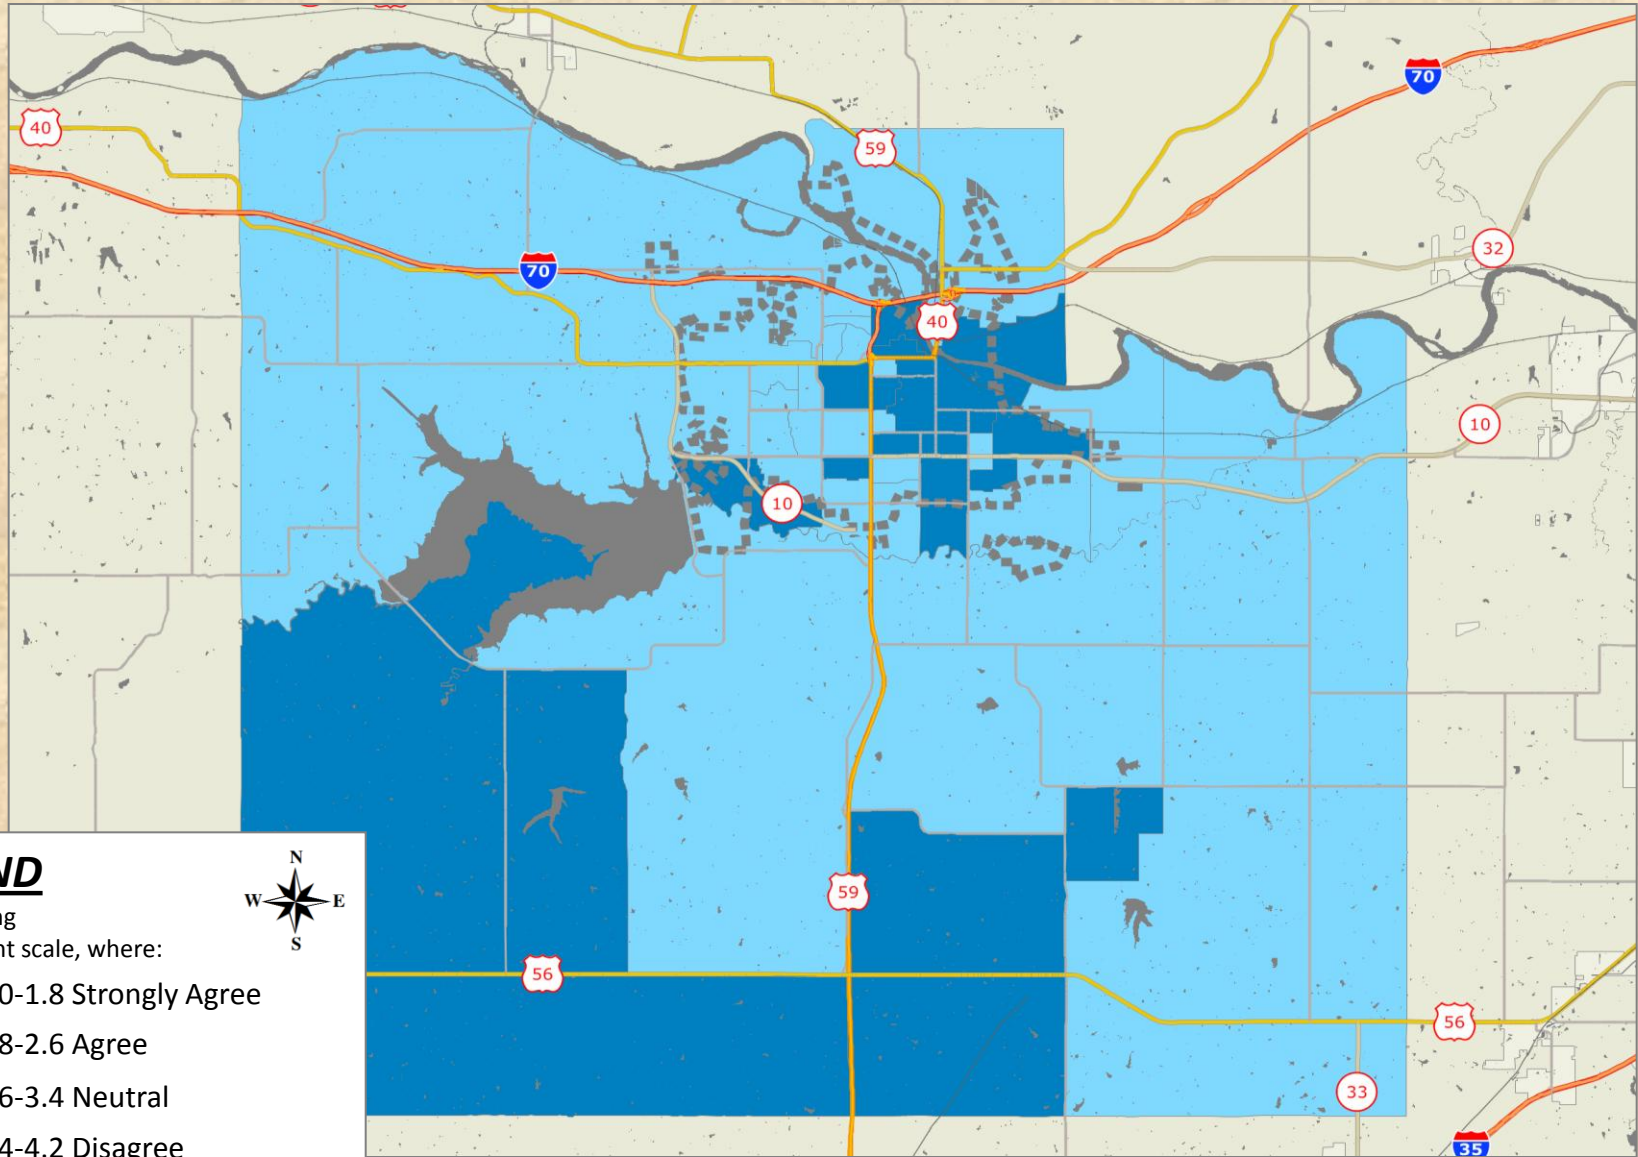 70
40
59
32
70
40
10
10
59
56
56
33
35
ND
N
W E
S
ng
nt scale, where:
0-1.8 Strongly Agree
8-2.6 Agree
6-3.4 Neutral
4-4.2 Disagree